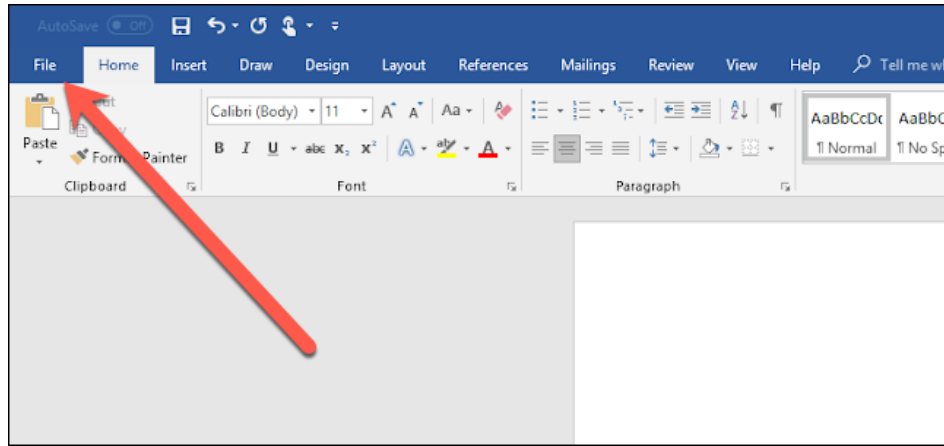 AutoSave Off
File Home Insert Draw Design Layout References Mailings Review View Help Tell me
Calibri (Body) 11 Aa AaBbCcDc AaBbC
Paste Painter B I U abc X₂ X² A aby A ¶ Normal ¶ No Sp
Clipboard Font Paragraph